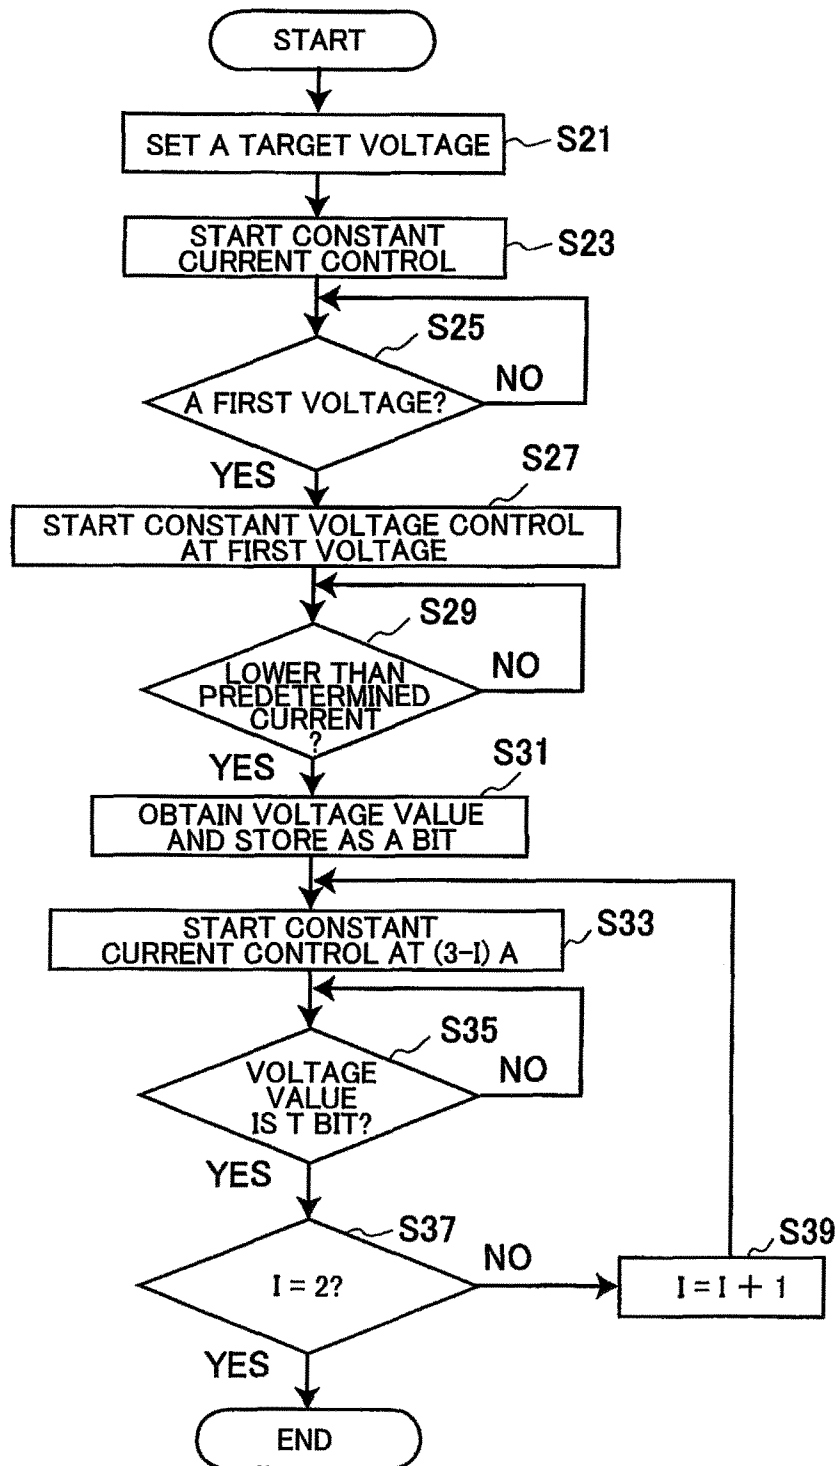 START
SET A TARGET VOLTAGE
S21
START CONSTANT
CURRENT CONTROL
S23
S25
A FIRST VOLTAGE?
NO
YES
S27
START CONSTANT VOLTAGE CONTROL
AT FIRST VOLTAGE
S29
LOWER THAN
PREDETERMINED
CURRENT
?
NO
YES
S31
OBTAIN VOLTAGE VALUE
AND STORE AS A BIT
START CONSTANT
CURRENT CONTROL AT (3-I) A
S33
S35
VOLTAGE
VALUE
IS T BIT?
NO
YES
S37
I = 2?
NO
S39
I = I + 1
YES
END